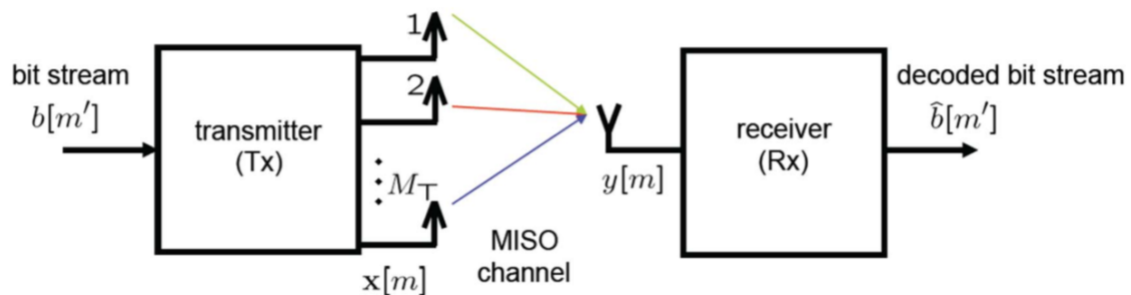 bit stream
b[m′]
transmitter
(Tx)
1
2
M_T
x[m]
MISO
channel
y[m]
receiver
(Rx)
decoded bit stream
b̂[m′]